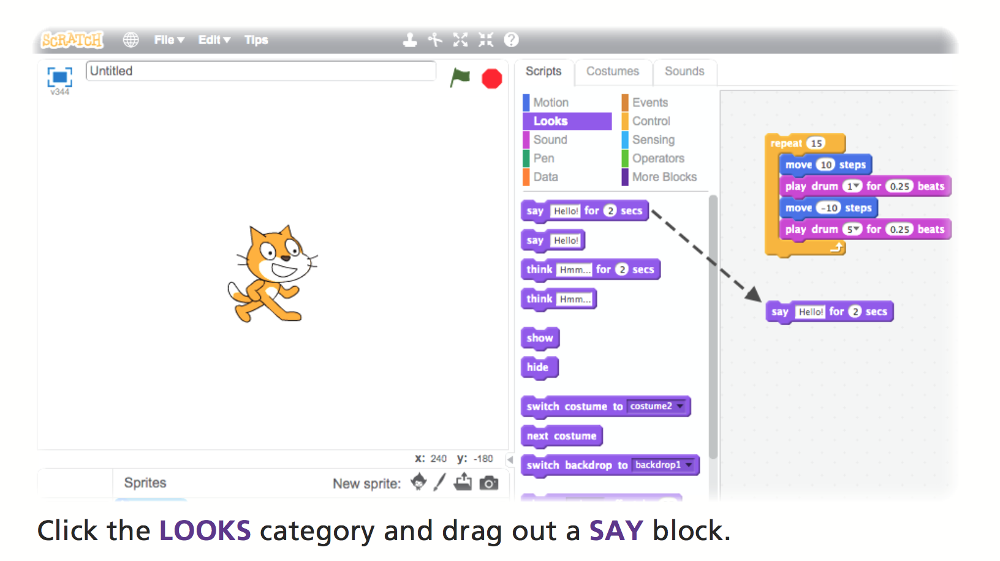 SCRATCH File Edit Tips
Untitled
v344
Scripts Costumes Sounds
Motion Events
Looks Control
Sound Sensing
Pen Operators
Data More Blocks
say Hello! for 2 secs
say Hello!
think Hmm... for 2 secs
think Hmm...
show
hide
switch costume to costume2
next costume
switch backdrop to backdrop1
repeat 15
move 10 steps
play drum 1 for 0.25 beats
move -10 steps
play drum 5 for 0.25 beats
say Hello! for 2 secs
x: 240 y: -180
Sprites New sprite:
Click the LOOKS category and drag out a SAY block.